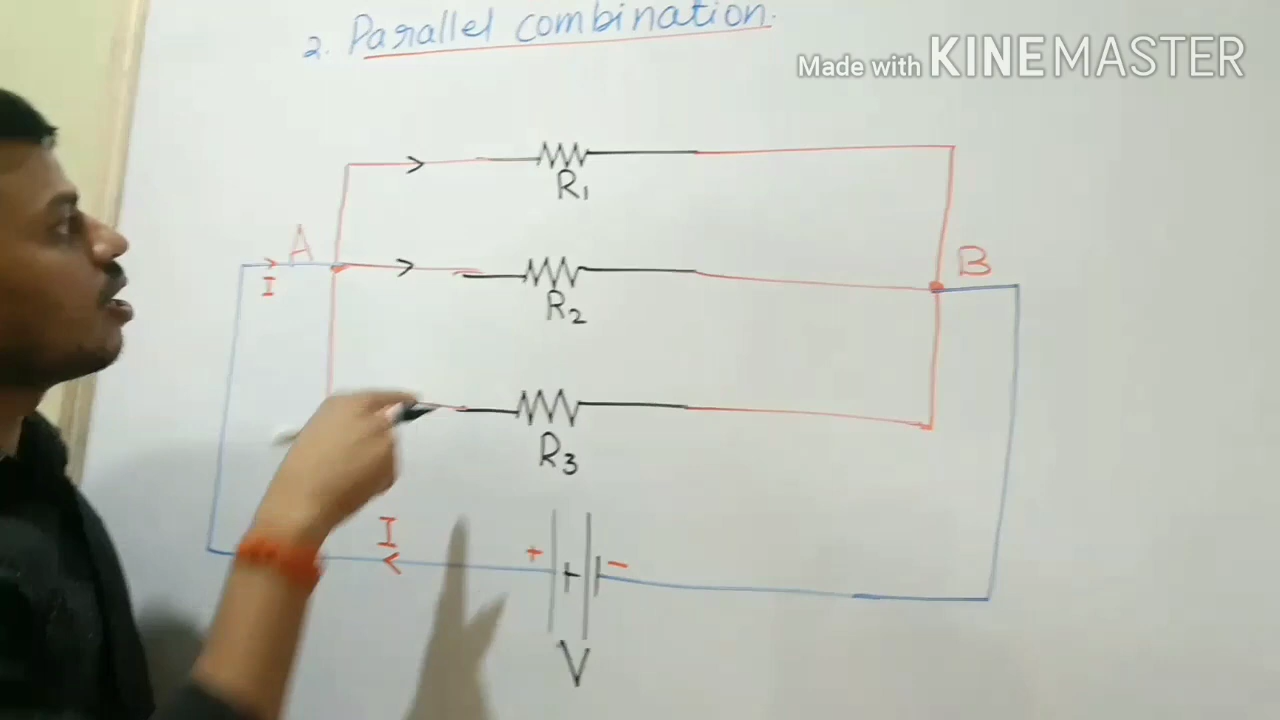 2. Parallel combination.
Made with KINEMASTER
R1
A
B
I
R2
R3
I
+ -
V